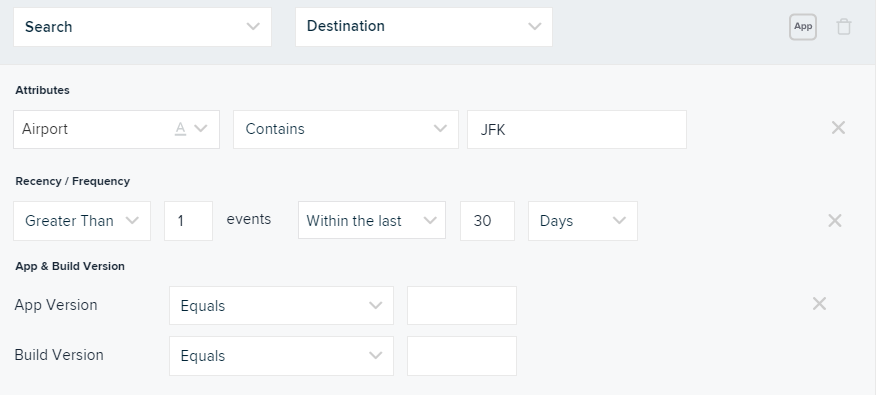 Search Destination App
Attributes
Airport A Contains JFK
Recency / Frequency
Greater Than 1 events Within the last 30 Days
App & Build Version
App Version Equals
Build Version Equals